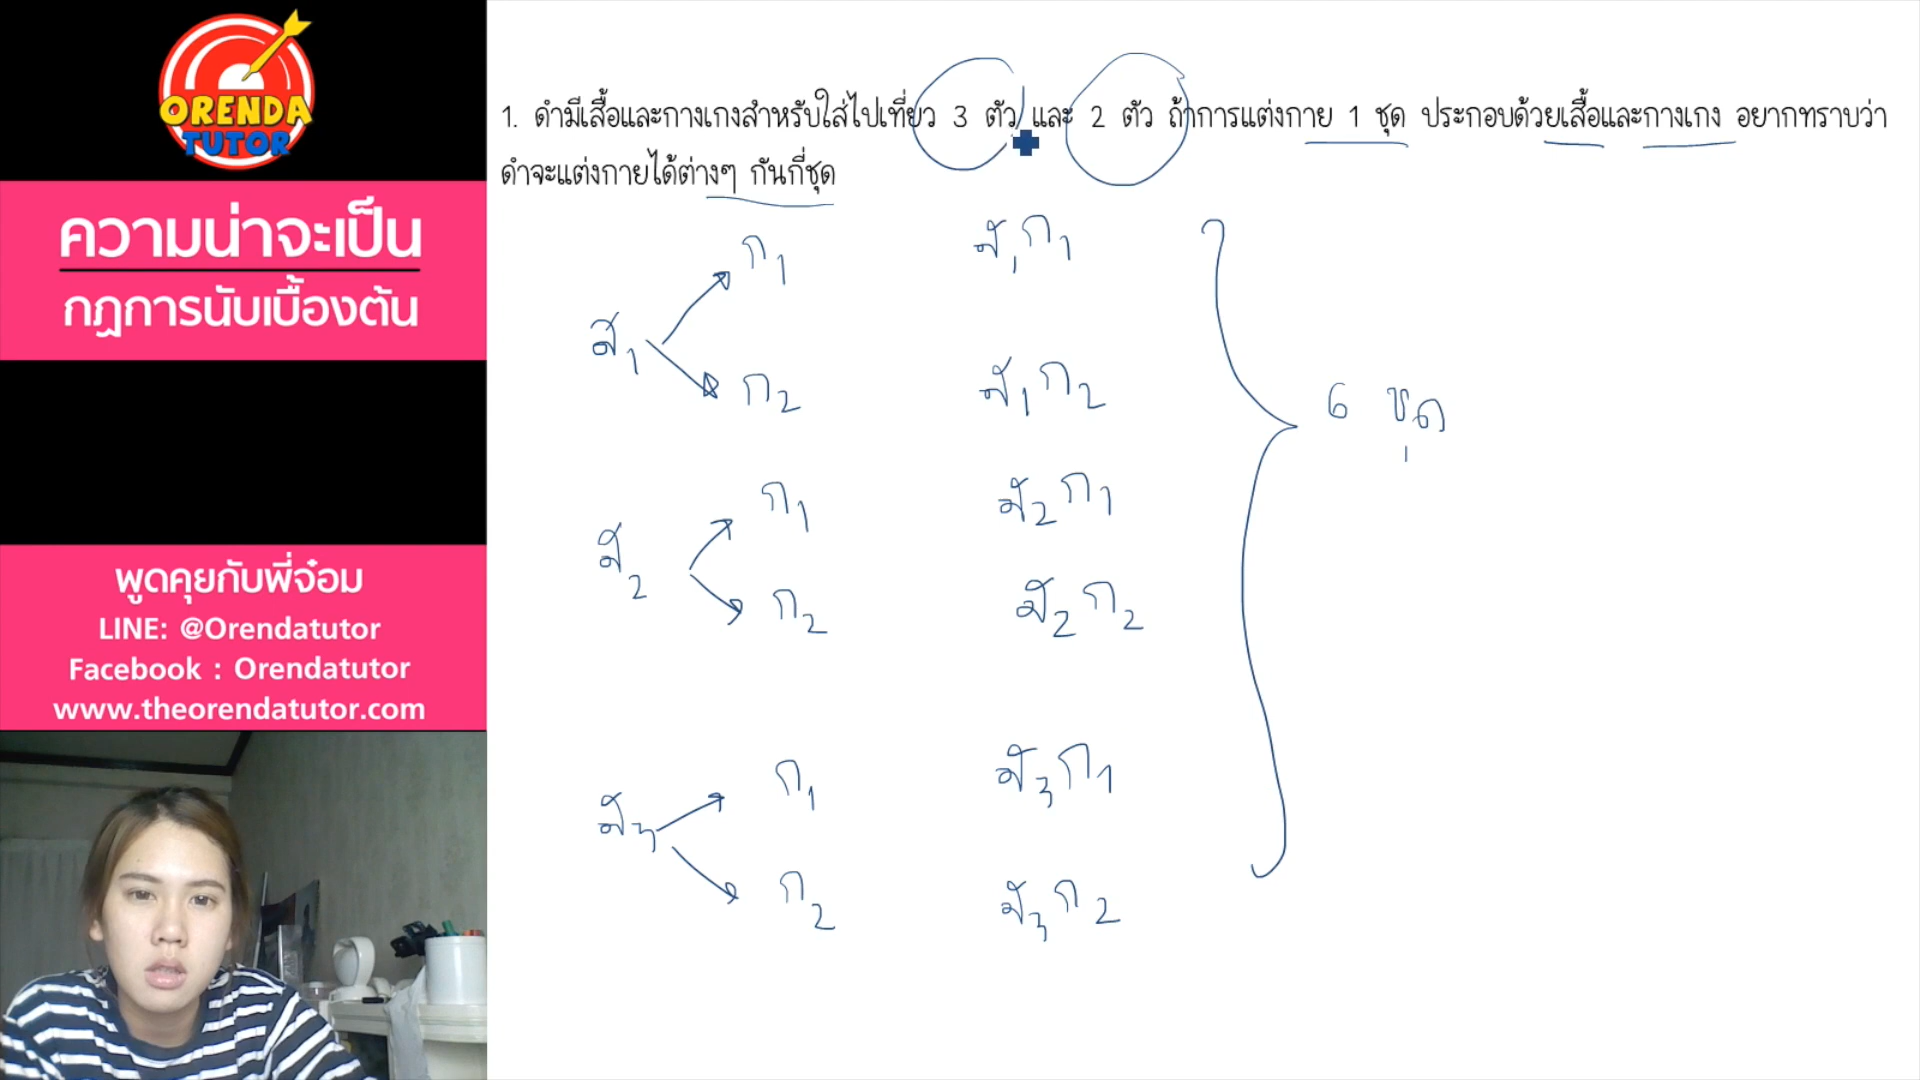 ORENDA
TUTOR
ความน่าจะเป็น
กฎการนับเบื้องต้น
พูดคุยกับพี่จ๋อม
LINE: @Orendatutor
Facebook : Orendatutor
www.theorendatutor.com
1. ดำมีเสื้อและกางเกงสำหรับใส่ไปเที่ยว 3 ตัว และ 2 ตัว ถ้าการแต่งกาย 1 ชุด ประกอบด้วยเสื้อและกางเกง อยากทราบว่า
ดำจะแต่งกายได้ต่างๆ กันกี่ชุด
ส1 ก1 ส1ก1
ก2 ส1ก2
ส2 ก1 ส2ก1
ก2 ส2ก2
ส3 ก1 ส3ก1
ก2 ส3ก2
6 ชุด